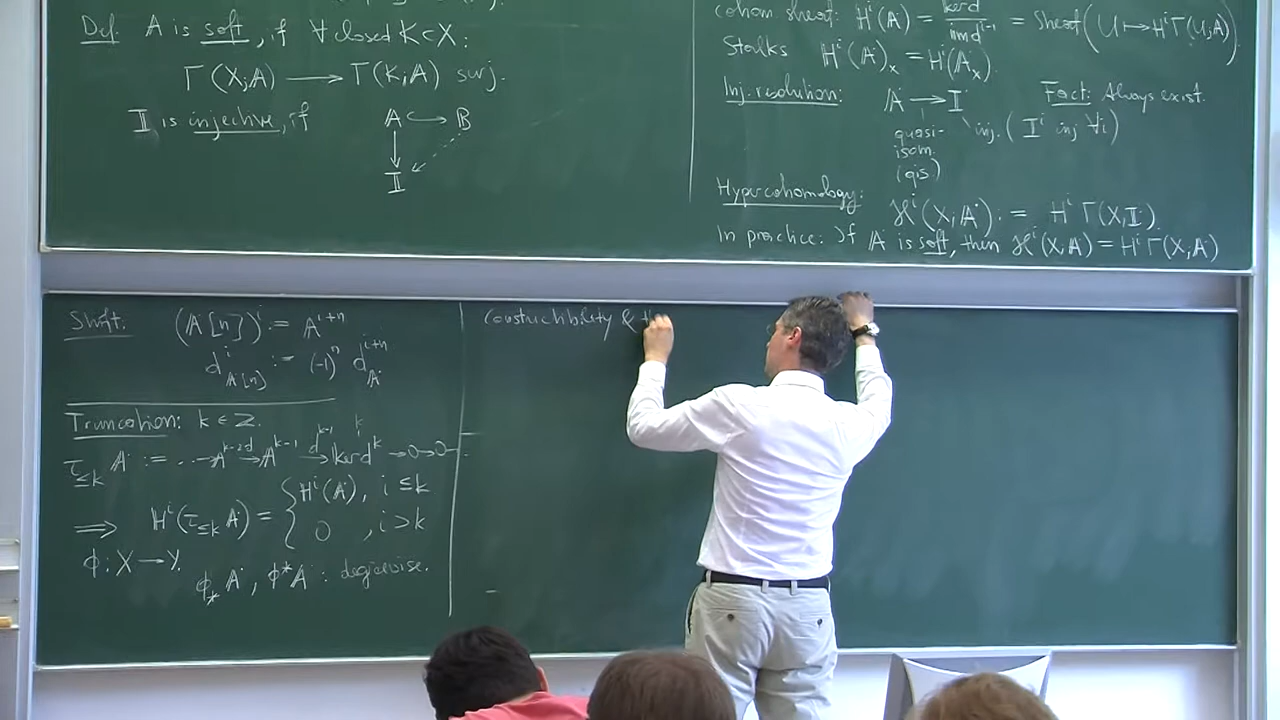 Def: A is soft, if ∀ closed K⊂X:
Γ(X;A) ⟶ Γ(K;A) surj.
I is injective, if
A ↪ B
I
cohom. sheaf: H^i(A) = ker d / im d^{i-1} = Sheaf(U ↦ H^iΓ(U;A))
Stalks H^i(A^•)_x = H^i(A^•_x).
Inj. resolution: A^• ⟶ I^• Fact: Always exist.
quasi-isom. (qis.) inj. (I^i inj ∀i)
Hypercohomology: ℋ^i(X;A^•) := H^iΓ(X;I^•)
In practice: If A^• is soft, then ℋ^i(X;A) = H^iΓ(X;A)
Shift: (A^•[n])^i := A^{i+n}
d^i_{A[n]} := (-1)^n d^{i+n}_{A^•}
Truncation: k ∈ Z.
τ_{≤k} A^• := ... → A^{k-2} →^d A^{k-1} →^{d^{k-1}} ker d^k → 0 → 0 → ...
⟹ H^i(τ_{≤k} A^•) = { H^i(A^•), i ≤ k
0 , i > k
φ: X → Y.
φ_* A^•, φ^* A^• : degreewise.
Constructibility &